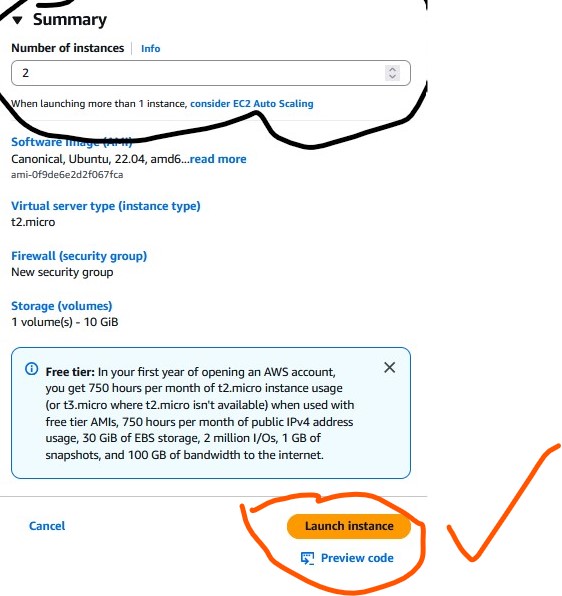 Summary
Number of instances Info
2
When launching more than 1 instance, consider EC2 Auto Scaling
Software Image (AMI)
Canonical, Ubuntu, 22.04, amd6...read more
ami-0f9de6e2d2f067fca
Virtual server type (instance type)
t2.micro
Firewall (security group)
New security group
Storage (volumes)
1 volume(s) - 10 GiB
Free tier: In your first year of opening an AWS account,
you get 750 hours per month of t2.micro instance usage
(or t3.micro where t2.micro isn't available) when used with
free tier AMIs, 750 hours per month of public IPv4 address
usage, 30 GiB of EBS storage, 2 million I/Os, 1 GB of
snapshots, and 100 GB of bandwidth to the internet.
Cancel
Launch instance
Preview code